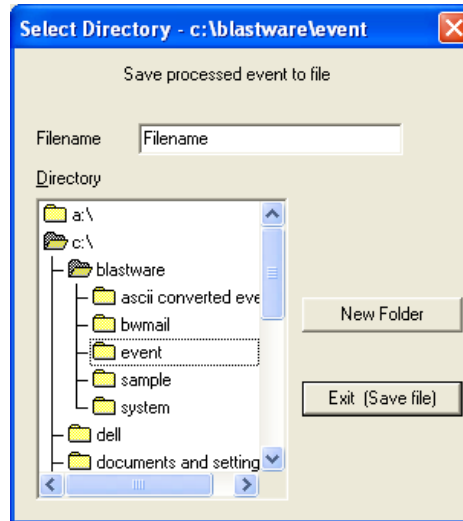 Select Directory - c:\blastware\event
Save processed event to file
Filename
Filename
Directory
a:\
c:\
blastware
ascii converted eve
bwmail
event
New Folder
sample
Exit (Save file)
system
dell
documents and setting